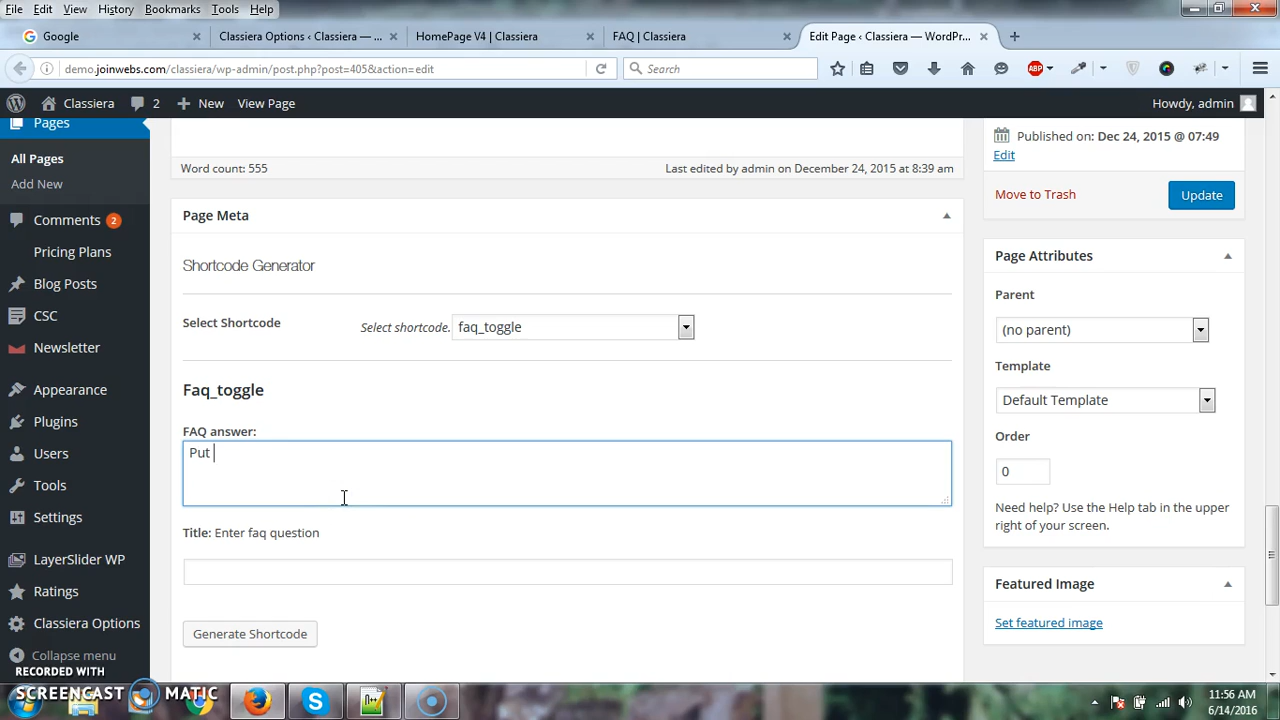 File Edit View History Bookmarks Tools Help
Google
Classiera Options ‹ Classiera — ...
HomePage V4 | Classiera
FAQ | Classiera
Edit Page ‹ Classiera — WordPr...
demo.joinwebs.com/classiera/wp-admin/post.php?post=405&action=edit
Search
ABP
Classiera 2 New View Page
Howdy, admin
Pages
All Pages
Add New
Comments 2
Pricing Plans
Blog Posts
CSC
Newsletter
Appearance
Plugins
Users
Tools
Settings
LayerSlider WP
Ratings
Classiera Options
Collapse menu
Word count: 555
Last edited by admin on December 24, 2015 at 8:39 am
Page Meta
Shortcode Generator
Select Shortcode
Select shortcode. faq_toggle
Faq_toggle
FAQ answer:
Put
Title: Enter faq question
Generate Shortcode
Published on: Dec 24, 2015 @ 07:49
Edit
Move to Trash
Update
Page Attributes
Parent
(no parent)
Template
Default Template
Order
0
Need help? Use the Help tab in the upper
right of your screen.
Featured Image
Set featured image
RECORDED WITH
SCREENCAST MATIC
11:56 AM
6/14/2016